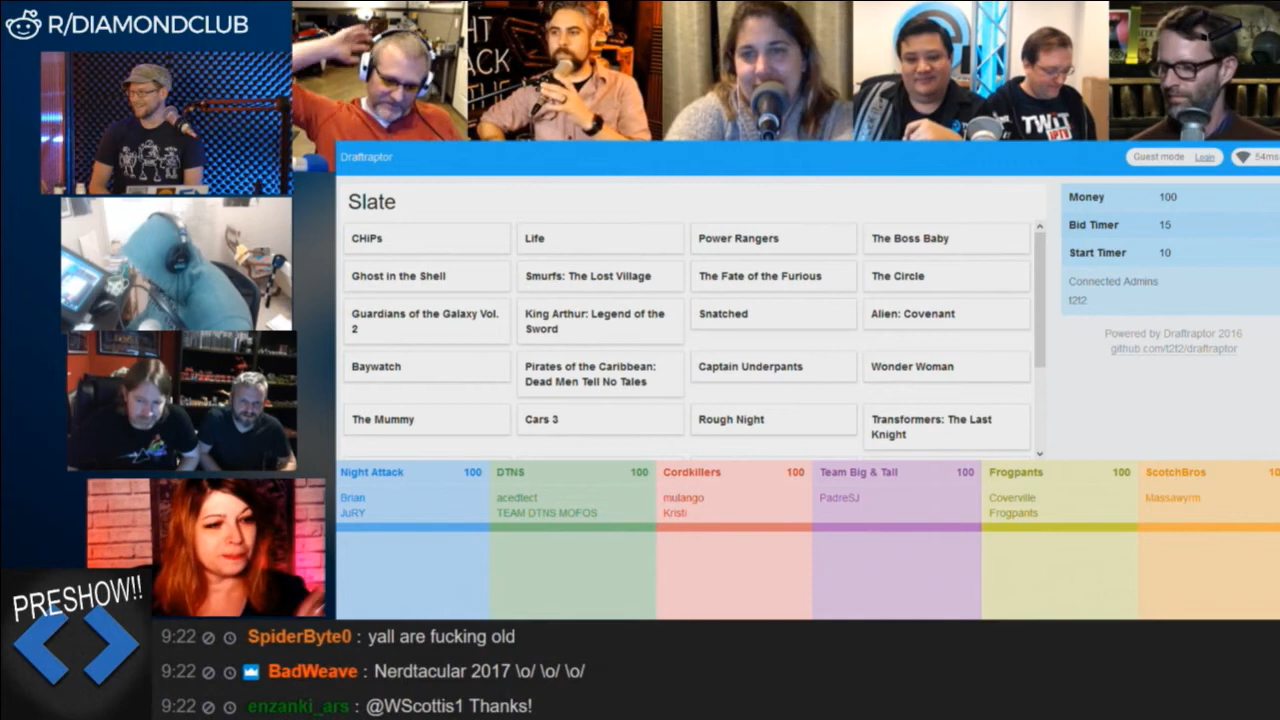 R/DIAMONDCLUB
TWiT
IPTV
Draftraptor
Guest mode Login 54ms
Slate
CHiPs
Life
Power Rangers
The Boss Baby
Ghost in the Shell
Smurfs: The Lost Village
The Fate of the Furious
The Circle
Guardians of the Galaxy Vol. 2
King Arthur: Legend of the
Sword
Snatched
Alien: Covenant
Baywatch
Pirates of the Caribbean:
Dead Men Tell No Tales
Captain Underpants
Wonder Woman
The Mummy
Cars 3
Rough Night
Transformers: The Last
Knight
Money 100
Bid Timer 15
Start Timer 10
Connected Admins
t2t2
Powered by Draftraptor 2016
github.com/t2t2/draftraptor
Night Attack 100
Brian
JuRY
DTNS 100
acedtect
TEAM DTNS MOFOS
Cordkillers 100
mulango
Kristi
Team Big & Tall 100
PadreSJ
Frogpants 100
Coverville
Frogpants
ScotchBros 10
Massawyrm
PRESHOW!!
9:22 SpiderByte0 : yall are fucking old
9:22 BadWeave : Nerdtacular 2017 \o/ \o/ \o/
9:22 enzanki_ars : @WScottis1 Thanks!